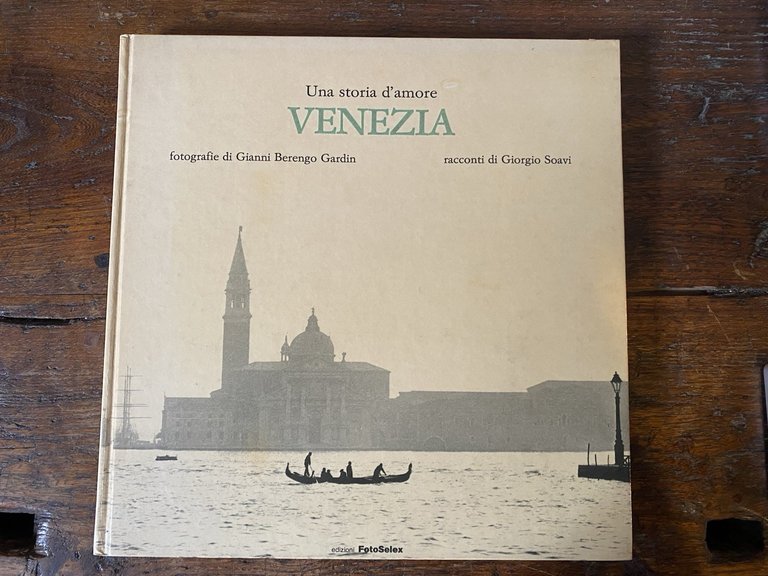 Una storia d'amore
VENEZIA
fotografie di Gianni Berengo Gardin
racconti di Giorgio Soavi
edizioni FotoSelex